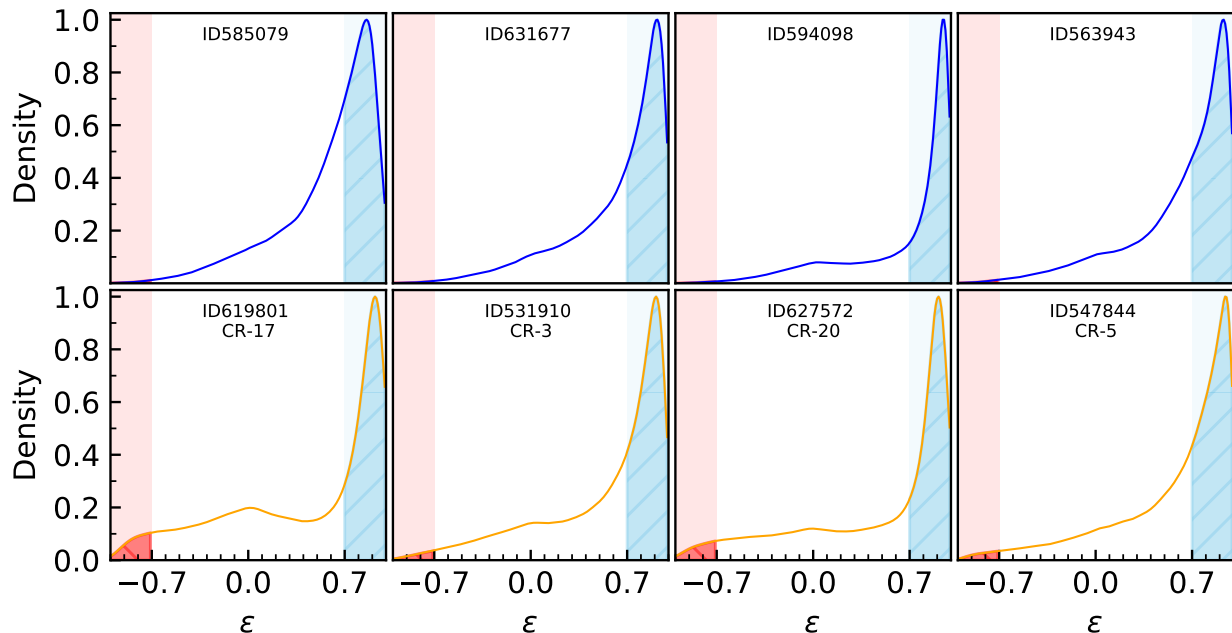 ID585079 ID631677 ID594098 ID563943
1.0
0.8
0.6
0.4
0.2
Density
ID619801 ID531910 ID627572 ID547844
CR-17 CR-3 CR-20 CR-5
1.0
0.8
0.6
0.4
0.2
0.0
Density
−0.7 0.0 0.7 −0.7 0.0 0.7 −0.7 0.0 0.7 −0.7 0.0 0.7
ε ε ε ε